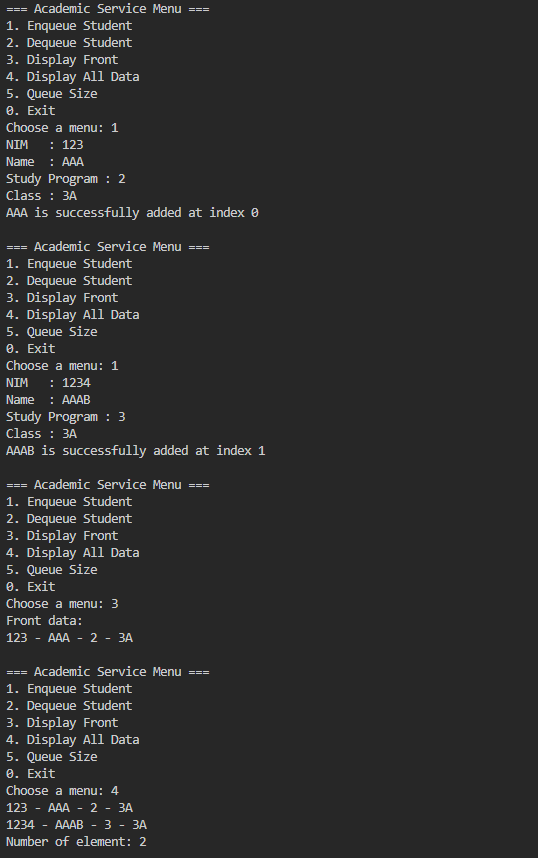 === Academic Service Menu ===
1. Enqueue Student
2. Dequeue Student
3. Display Front
4. Display All Data
5. Queue Size
0. Exit
Choose a menu: 1
NIM   : 123
Name  : AAA
Study Program : 2
Class : 3A
AAA is successfully added at index 0

=== Academic Service Menu ===
1. Enqueue Student
2. Dequeue Student
3. Display Front
4. Display All Data
5. Queue Size
0. Exit
Choose a menu: 1
NIM   : 1234
Name  : AAAB
Study Program : 3
Class : 3A
AAAB is successfully added at index 1

=== Academic Service Menu ===
1. Enqueue Student
2. Dequeue Student
3. Display Front
4. Display All Data
5. Queue Size
0. Exit
Choose a menu: 3
Front data:
123 - AAA - 2 - 3A

=== Academic Service Menu ===
1. Enqueue Student
2. Dequeue Student
3. Display Front
4. Display All Data
5. Queue Size
0. Exit
Choose a menu: 4
123 - AAA - 2 - 3A
1234 - AAAB - 3 - 3A
Number of element: 2